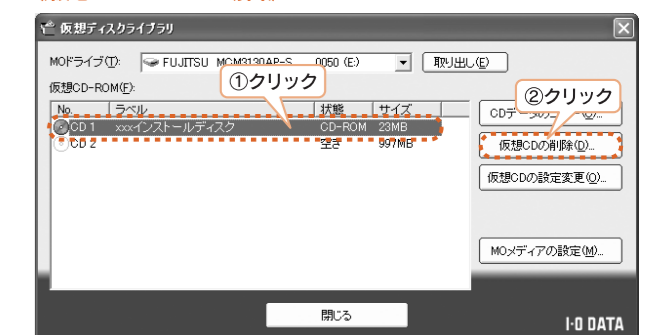 仮想ディスクライブラリ
MOドライブ(T): FUJITSU MCM3130AP-S 0050 (E:) 取り出し(E)
仮想CD-ROM(F):
①クリック
②クリック
No. ラベル 状態 サイズ
CD 1 xxxインストールディスク CD-ROM 23MB
CD 2 空き 997MB
仮想CDの削除(D)...
仮想CDの設定変更(O)...
MOメディアの設定(M)...
閉じる
I-O DATA